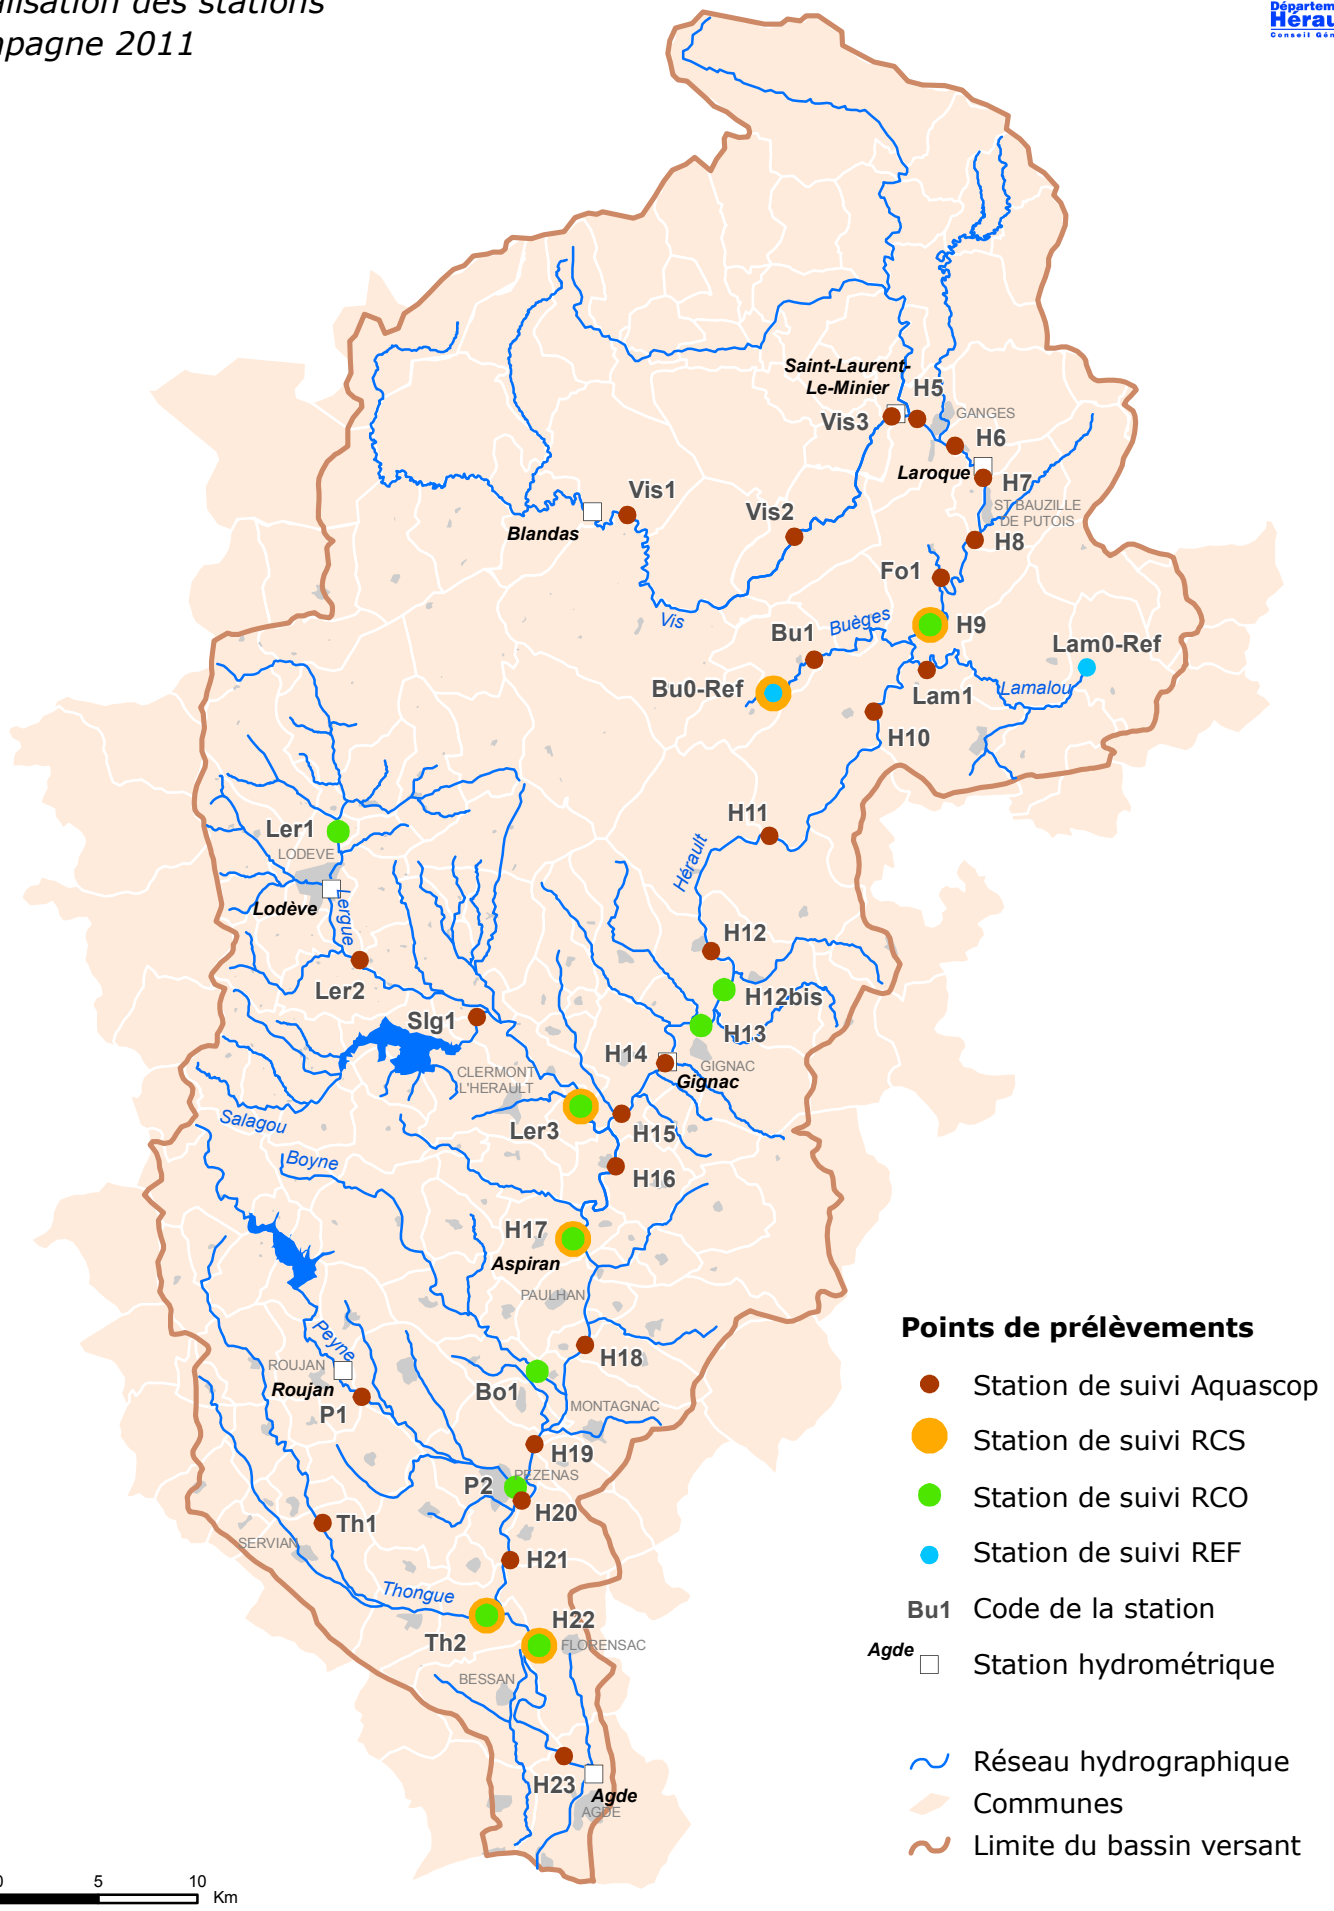 alisation des stations
npagne 2011
Départem
Hérau
Conseil Gén
Saint-Laurent-
Le-Minier
H5
GANGES
Vis3
H6
Laroque
H7
ST BAUZILLE
DE PUTOIS
Vis1
Vis2
Blandas
H8
Fo1
Vis
Buèges
H9
Bu1
Lam0-Ref
Bu0-Ref
Lamalou
Lam1
H10
H11
Ler1
LODEVE
Hérault
Lodève
Lergue
H12
Ler2
H12bis
Slg1
H13
H14
GIGNAC
Gignac
CLERMONT
L'HERAULT
Salagou
Ler3
H15
Boyne
H16
H17
Aspiran
PAULHAN
Peyne
H18
ROUJAN
Roujan
P1
Bo1
MONTAGNAC
H19
PEZENAS
P2
H20
Th1
SERVIAN
H21
Thongue
H22
Th2
FLORENSAC
BESSAN
H23
Agde
AGDE
Points de prélèvements
Station de suivi Aquascop
Station de suivi RCS
Station de suivi RCO
Station de suivi REF
Bu1 Code de la station
Agde Station hydrométrique
Réseau hydrographique
Communes
Limite du bassin versant
0 5 10
Km